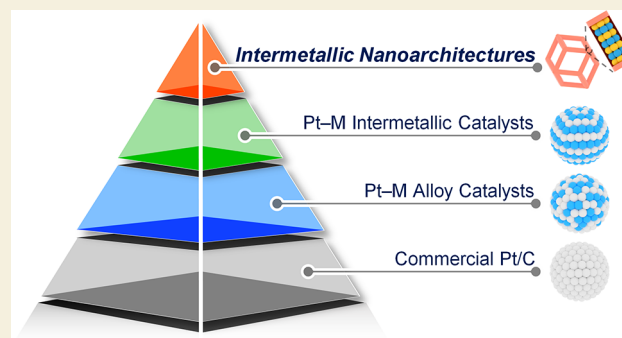 Intermetallic Nanoarchitectures
Pt–M Intermetallic Catalysts
Pt–M Alloy Catalysts
Commercial Pt/C